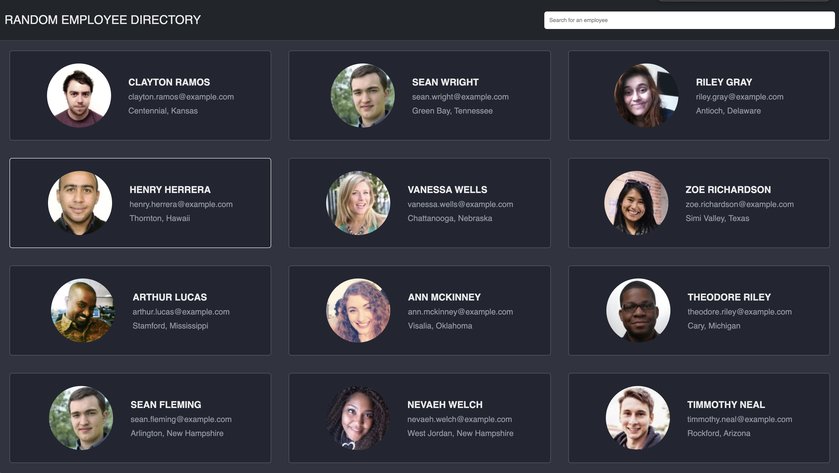 RANDOM EMPLOYEE DIRECTORY
Search for an employee
CLAYTON RAMOS
clayton.ramos@example.com
Centennial, Kansas
SEAN WRIGHT
sean.wright@example.com
Green Bay, Tennessee
RILEY GRAY
riley.gray@example.com
Antioch, Delaware
HENRY HERRERA
henry.herrera@example.com
Thornton, Hawaii
VANESSA WELLS
vanessa.wells@example.com
Chattanooga, Nebraska
ZOE RICHARDSON
zoe.richardson@example.com
Simi Valley, Texas
ARTHUR LUCAS
arthur.lucas@example.com
Stamford, Mississippi
ANN MCKINNEY
ann.mckinney@example.com
Visalia, Oklahoma
THEODORE RILEY
theodore.riley@example.com
Cary, Michigan
SEAN FLEMING
sean.fleming@example.com
Arlington, New Hampshire
NEVAEH WELCH
nevaeh.welch@example.com
West Jordan, New Hampshire
TIMMOTHY NEAL
timmothy.neal@example.com
Rockford, Arizona